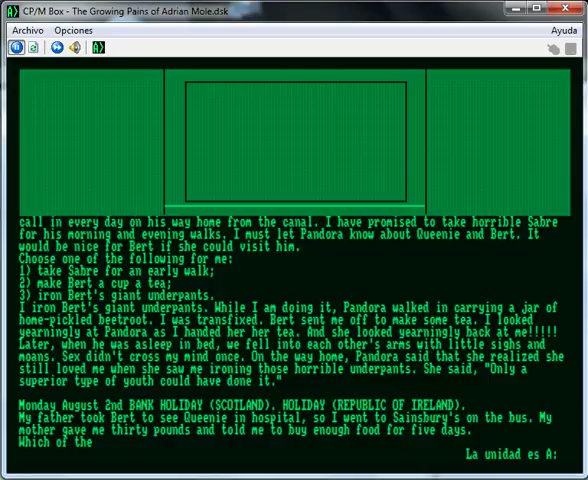 CP/M Box - The Growing Pains of Adrian Mole.dsk
Archivo Opciones Ayuda
A>
call in every day on his way home from the canal. I have promised to take horrible Sabre
for his morning and evening walks. I must let Pandora know about Queenie and Bert. It
would be nice for Bert if she could visit him.
Choose one of the following for me:
1) take Sabre for an early walk;
2) make Bert a cup a tea;
3) iron Bert's giant underpants.
I iron Bert's giant underpants. While I am doing it, Pandora walked in carrying a jar of
home-pickled beetroot. I was transfixed. Bert sent me off to make some tea. I looked
yearningly at Pandora as I handed her her tea. And she looked yearningly back at me!!!!!
Later, when he was asleep in bed, we fell into each other's arms with little sighs and
moans. Sex didn't cross my mind once. On the way home, Pandora said that she realized she
still loved me when she saw me ironing those horrible underpants. She said, "Only a
superior type of youth could have done it."
Monday August 2nd BANK HOLIDAY (SCOTLAND). HOLIDAY (REPUBLIC OF IRELAND).
My father took Bert to see Queenie in hospital, so I went to Sainsbury's on the bus. My
mother gave me thirty pounds and told me to buy enough food for five days.
Which of the
La unidad es A: